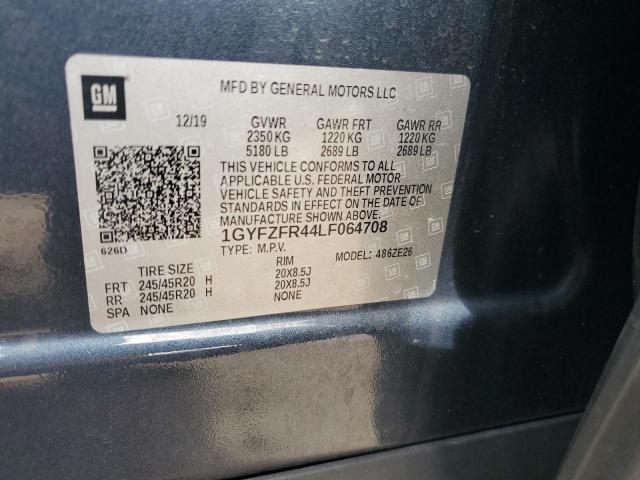 GM
MFD BY GENERAL MOTORS LLC
12/19 GVWR GAWR FRT GAWR RR
2350 KG 1220 KG 1220 KG
5180 LB 2689 LB 2689 LB
THIS VEHICLE CONFORMS TO ALL
APPLICABLE U.S. FEDERAL MOTOR
VEHICLE SAFETY AND THEFT PREVENTION
STANDARDS IN EFFECT ON THE DATE OF
MANUFACTURE SHOWN ABOVE.
1GYFZFR44LF064708
626D TYPE: M.P.V. MODEL: 486ZE26
TIRE SIZE RIM
FRT 245/45R20 H 20X8.5J
RR 245/45R20 H 20X8.5J
SPA NONE NONE